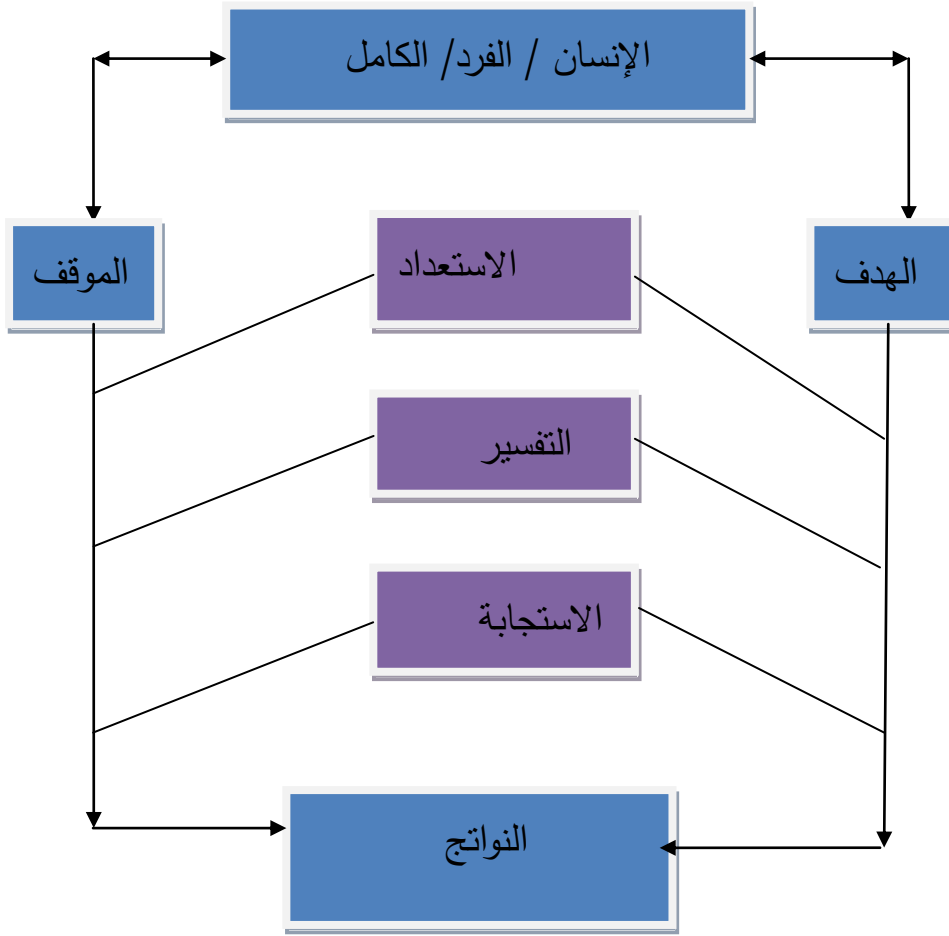 الإنسان / الفرد/ الكامل
الهدف
الاستعداد
الموقف
التفسير
الاستجابة
النواتج